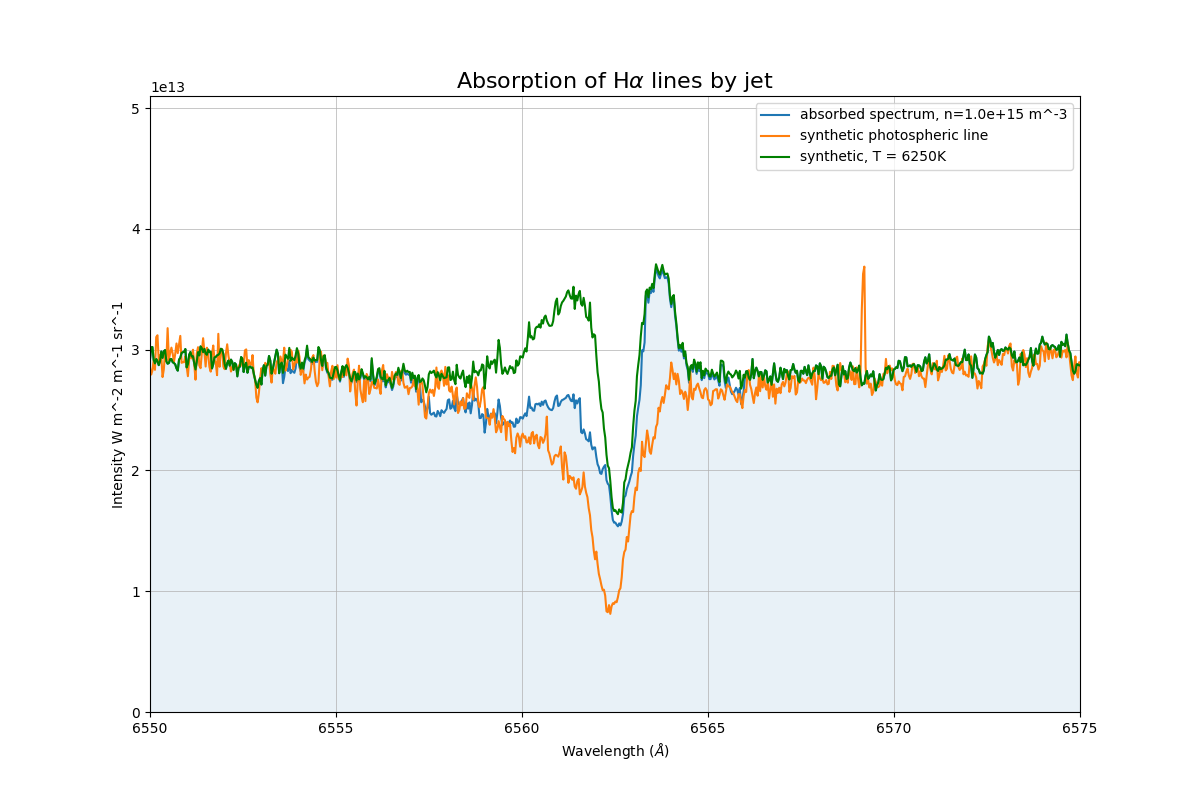 Absorption of Hα lines by jet
1e13
absorbed spectrum, n=1.0e+15 m^-3
synthetic photospheric line
synthetic, T = 6250K
5
4
3
2
1
0
Intensity W m^-2 m^-1 sr^-1
6550 6555 6560 6565 6570 6575
Wavelength (Å)